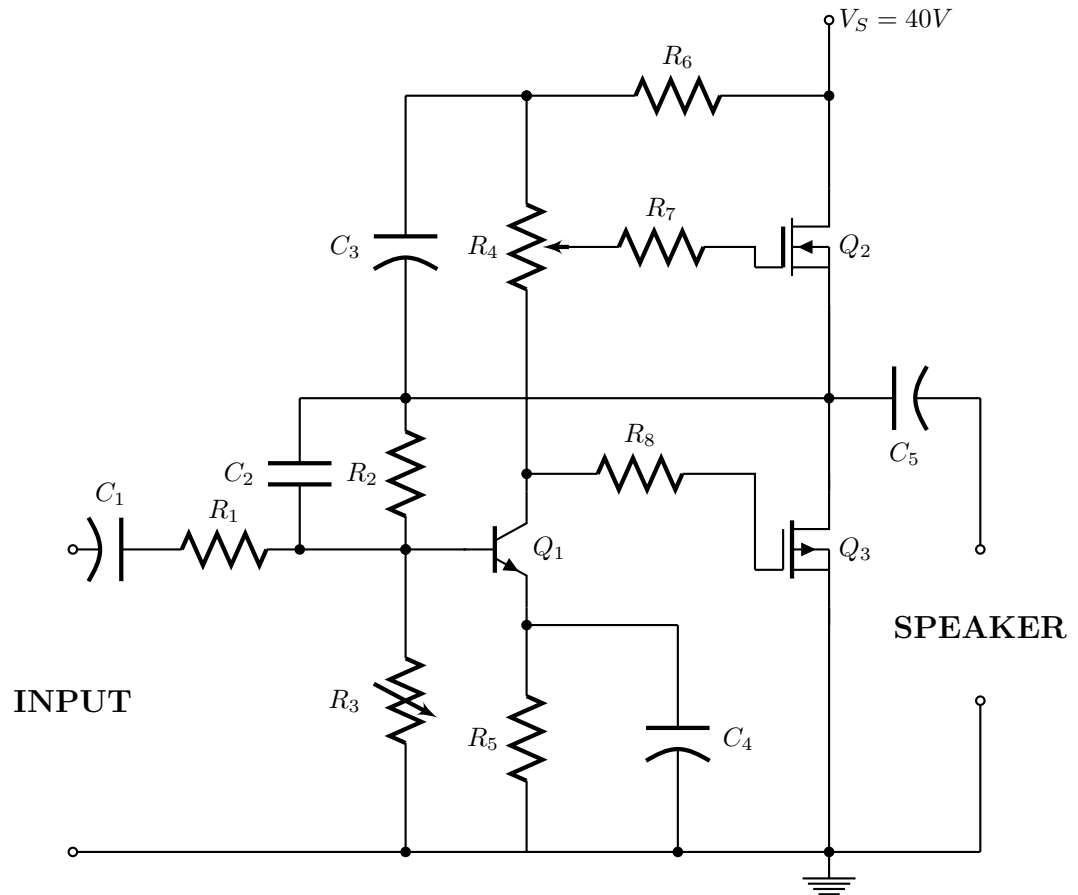 V_S = 40V
R_6
R_7
C_3
R_4
Q_2
R_8
C_5
C_2
R_2
C_1
R_1
Q_1
Q_3
SPEAKER
INPUT
R_3
R_5
C_4